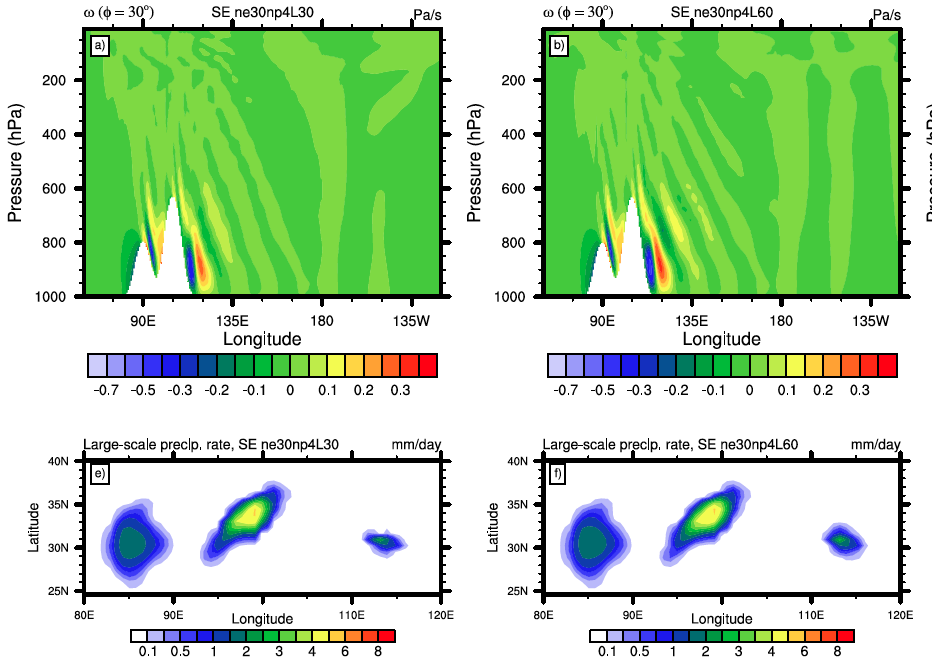 ω (ϕ = 30°) SE ne30np4L30 Pa/s
a)
Pressure (hPa)
200
400
600
800
1000
90E 135E 180 135W
Longitude
-0.7 -0.5 -0.3 -0.2 -0.1 0 0.1 0.2 0.3
ω (ϕ = 30°) SE ne30np4L60 Pa/s
b)
Pressure (hPa)
200
400
600
800
1000
90E 135E 180 135W
Longitude
-0.7 -0.5 -0.3 -0.2 -0.1 0 0.1 0.2 0.3
Pressure (hPa)
Large-scale precip. rate, SE ne30np4L30 mm/day
e)
Latitude
40N
35N
30N
25N
80E 90E 110E 120E
Longitude
0.1 0.5 1 2 3 4 6 8
Large-scale precip. rate, SE ne30np4L60 mm/day
f)
Latitude
40N
35N
30N
25N
80E 90E 110E 120E
Longitude
0.1 0.5 1 2 3 4 6 8